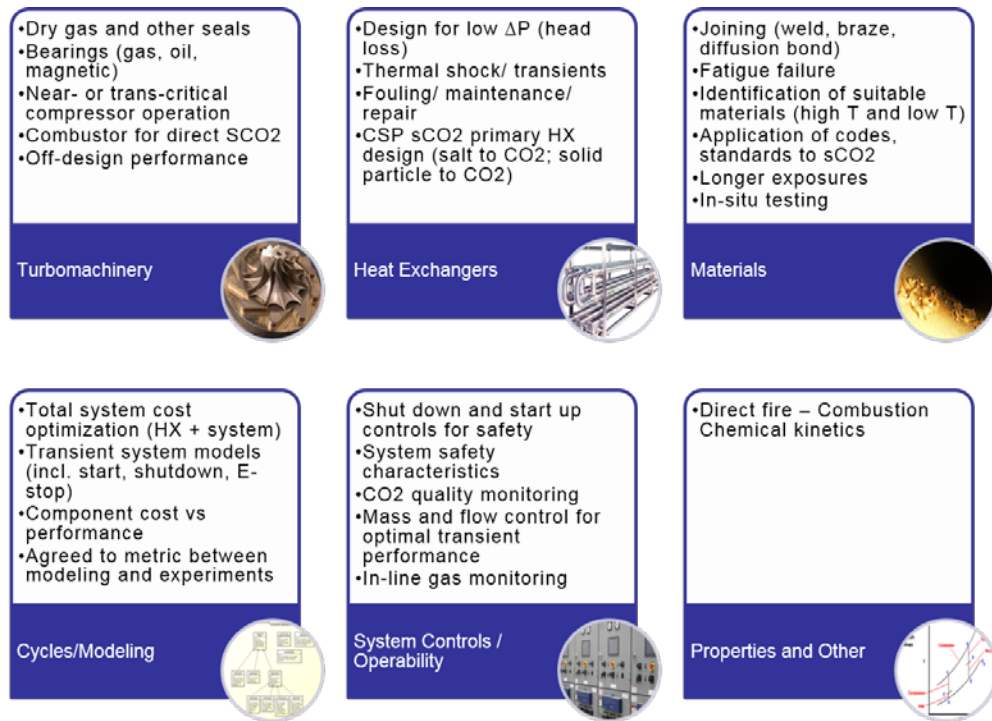 •Dry gas and other seals
•Bearings (gas, oil,
magnetic)
•Near- or trans-critical
compressor operation
•Combustor for direct SCO2
•Off-design performance
Turbomachinery
•Design for low ΔP (head
loss)
•Thermal shock/ transients
•Fouling/ maintenance/
repair
•CSP sCO2 primary HX
design (salt to CO2; solid
particle to CO2)
Heat Exchangers
•Joining (weld, braze,
diffusion bond)
•Fatigue failure
•Identification of suitable
materials (high T and low T)
•Application of codes,
standards to sCO2
•Longer exposures
•In-situ testing
Materials
•Total system cost
optimization (HX + system)
•Transient system models
(incl. start, shutdown, E-
stop)
•Component cost vs
performance
•Agreed to metric between
modeling and experiments
Cycles/Modeling
•Shut down and start up
controls for safety
•System safety
characteristics
•CO2 quality monitoring
•Mass and flow control for
optimal transient
performance
•In-line gas monitoring
System Controls /
Operability
•Direct fire – Combustion
Chemical kinetics
Properties and Other